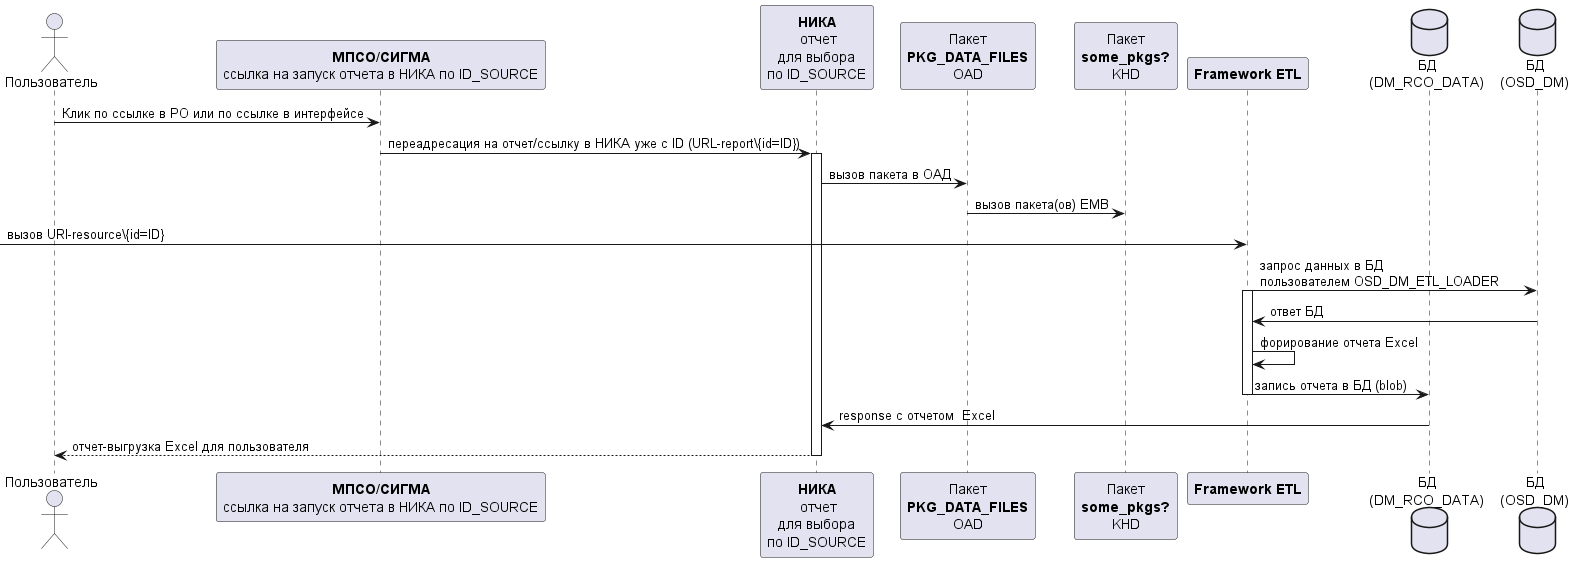 Пользователь
МПСО/СИГМА
ссылка на запуск отчета в НИКА по ID_SOURCE
НИКА
отчет
для выбора
по ID_SOURCE
Пакет
PKG_DATA_FILES
OAD
Пакет
some_pkgs?
KHD
Framework ETL
БД
(DM_RCO_DATA)
БД
(OSD_DM)
Клик по ссылке в РО или по ссылке в интерфейсе
переадресация на отчет/ссылку в НИКА уже с ID (URL-report\{id=ID})
вызов пакета в ОАД
вызов пакета(ов) ЕМВ
вызов URI-resource\{id=ID}
запрос данных в БД
пользователем OSD_DM_ETL_LOADER
ответ БД
форирование отчета Excel
запись отчета в БД (blob)
response с отчетом  Excel
отчет-выгрузка Excel для пользователя
Пользователь
МПСО/СИГМА
ссылка на запуск отчета в НИКА по ID_SOURCE
НИКА
отчет
для выбора
по ID_SOURCE
Пакет
PKG_DATA_FILES
OAD
Пакет
some_pkgs?
KHD
Framework ETL
БД
(DM_RCO_DATA)
БД
(OSD_DM)